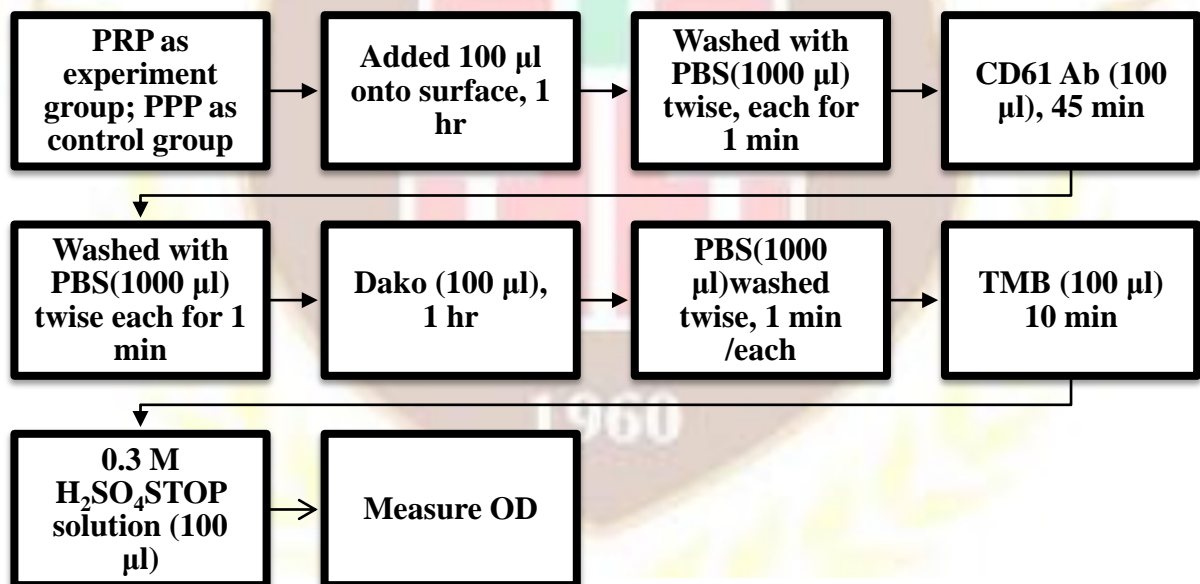 PRP as
experiment
group; PPP as
control group
Added 100 μl
onto surface, 1
hr
Washed with
PBS(1000 μl)
twise, each for
1 min
CD61 Ab (100
μl), 45 min
Washed with
PBS(1000 μl)
twise each for 1
min
Dako (100 μl),
1 hr
PBS(1000
μl)washed
twise, 1 min
/each
TMB (100 μl)
10 min
0.3 M
H₂SO₄STOP
solution (100
μl)
Measure OD
1960